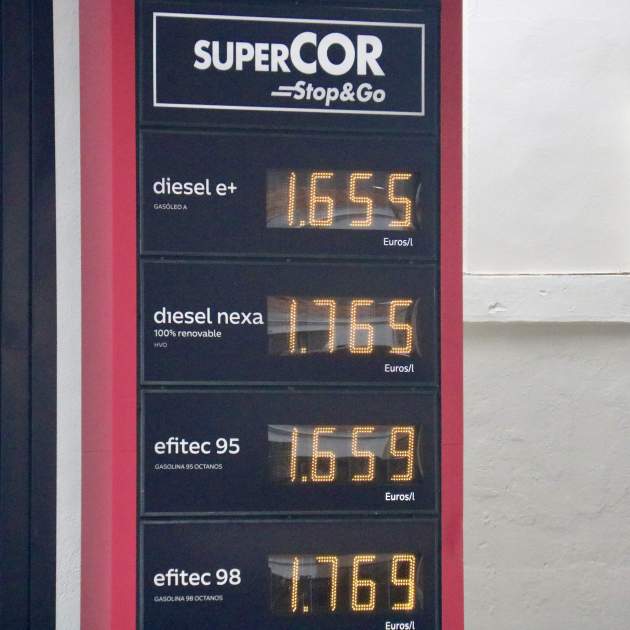 SUPERCOR
Stop&Go
diesel e+
GASÓLEO A
1.655
Euros/l
diesel nexa
100% renovable
HVO
1.765
Euros/l
efitec 95
GASOLINA 95 OCTANOS
1.659
Euros/l
efitec 98
GASOLINA 98 OCTANOS
1.769
Euros/l